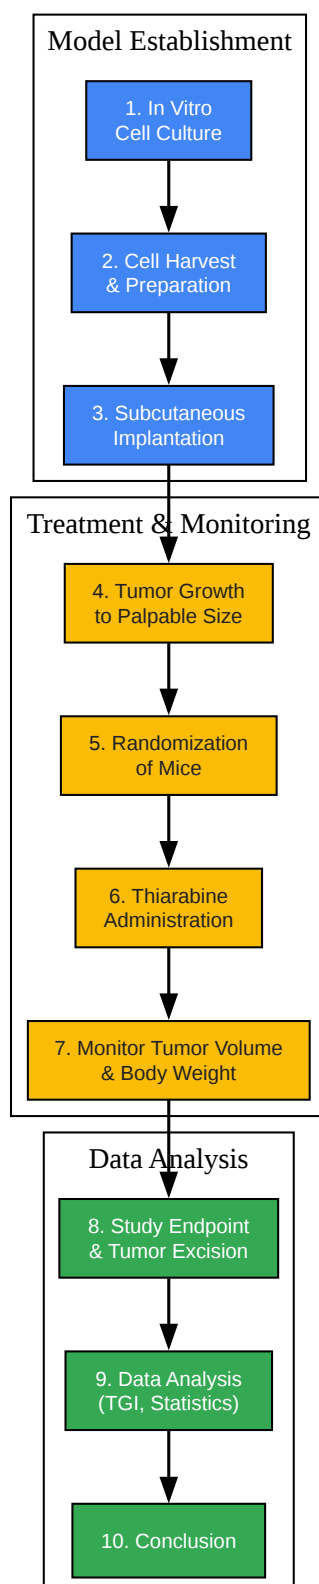 Model Establishment
1. In Vitro
Cell Culture
2. Cell Harvest
& Preparation
3. Subcutaneous
Implantation
Treatment & Monitoring
4. Tumor Growth
to Palpable Size
5. Randomization
of Mice
6. Thiarabine
Administration
7. Monitor Tumor Volume
& Body Weight
Data Analysis
8. Study Endpoint
& Tumor Excision
9. Data Analysis
(TGI, Statistics)
10. Conclusion